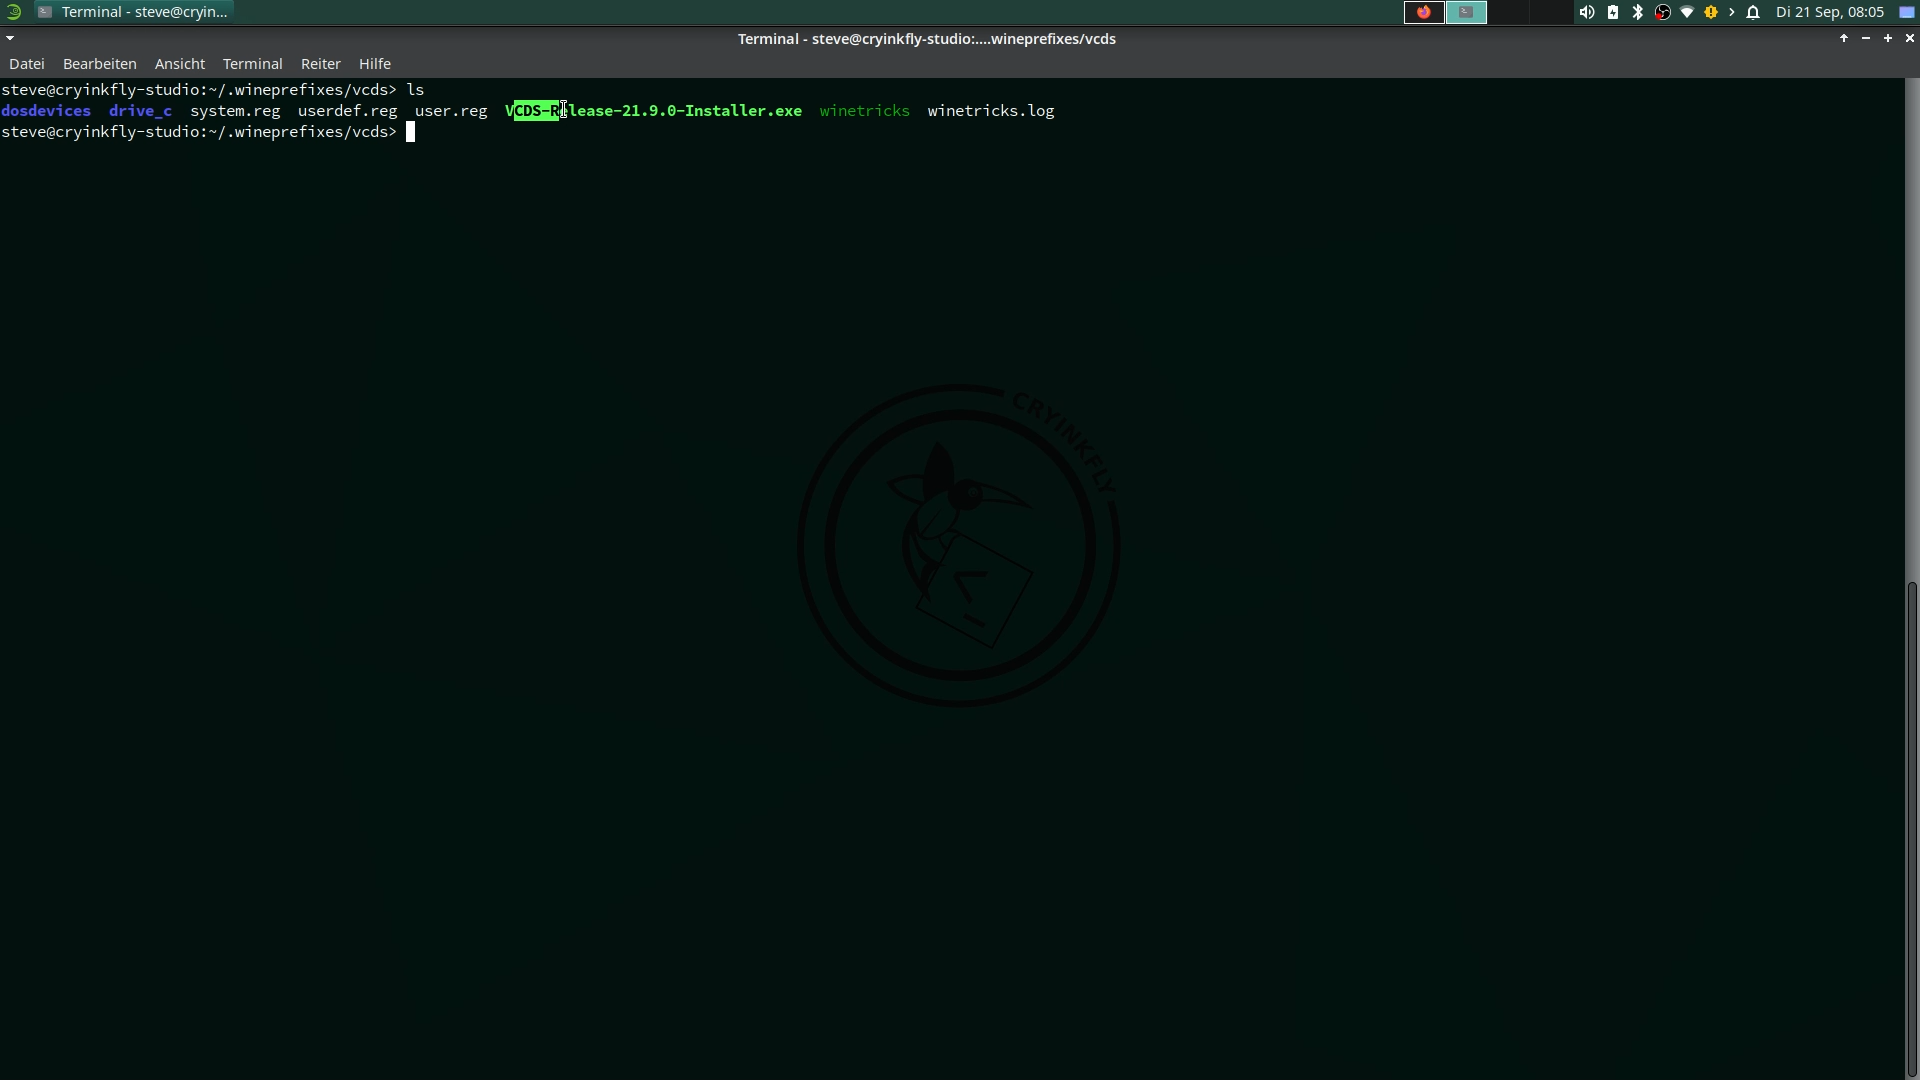 Terminal - steve@cryin...
Di 21 Sep, 08:05
Terminal - steve@cryinkfly-studio:....wineprefixes/vcds
Datei Bearbeiten Ansicht Terminal Reiter Hilfe
steve@cryinkfly-studio:~/.wineprefixes/vcds> ls
dosdevices drive_c system.reg userdef.reg user.reg VCDS-Release-21.9.0-Installer.exe winetricks winetricks.log
steve@cryinkfly-studio:~/.wineprefixes/vcds>
CRYINKFLY